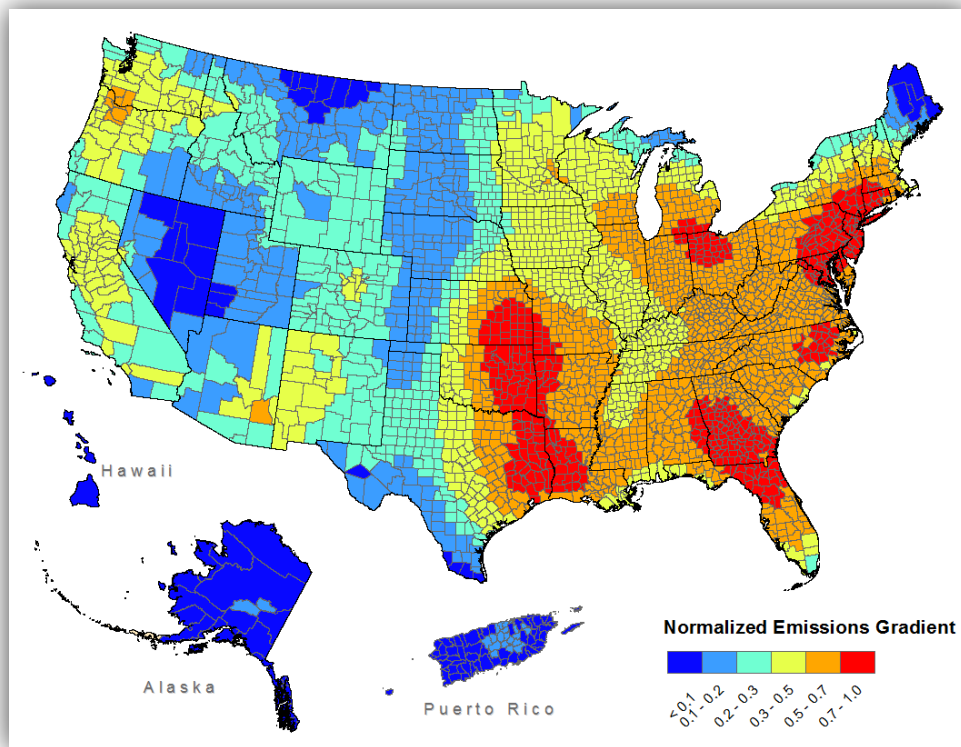 Hawaii
Alaska
Puerto Rico
Normalized Emissions Gradient
< 0.1
0.1 - 0.2
0.2 - 0.3
0.3 - 0.5
0.5 - 0.7
0.7 - 1.0